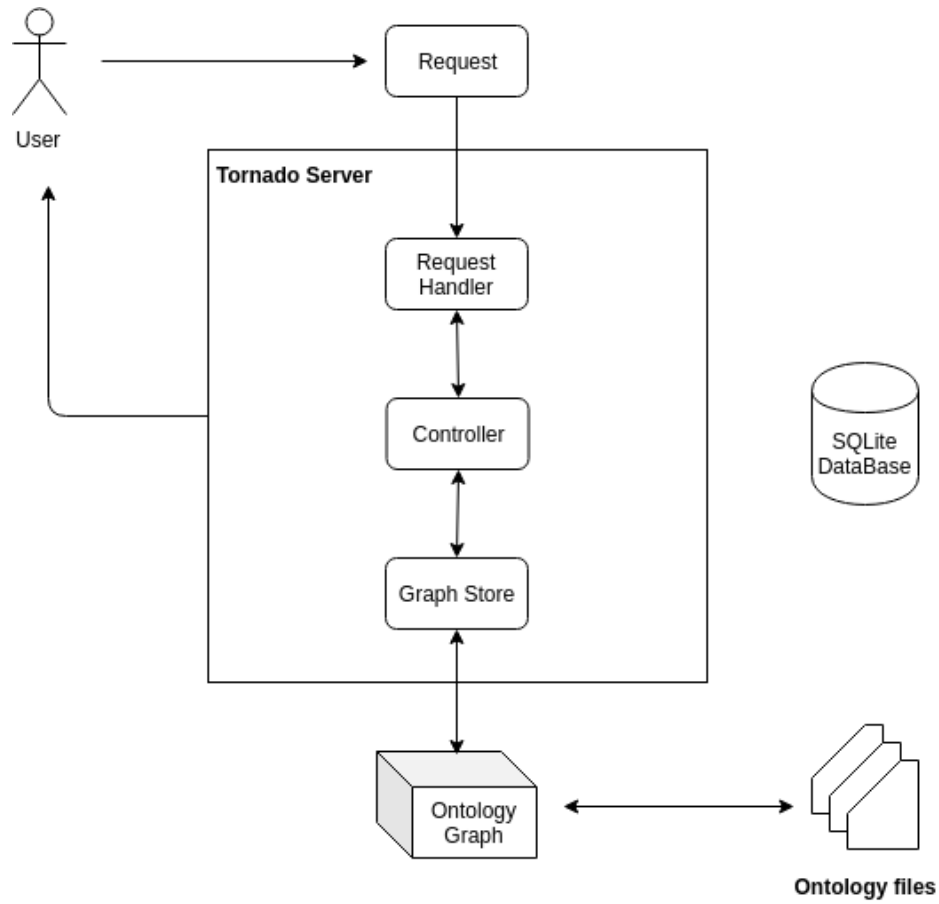 Request
User
Tornado Server
Request
Handler
Controller
SQLite
DataBase
Graph Store
Ontology
Graph
Ontology files